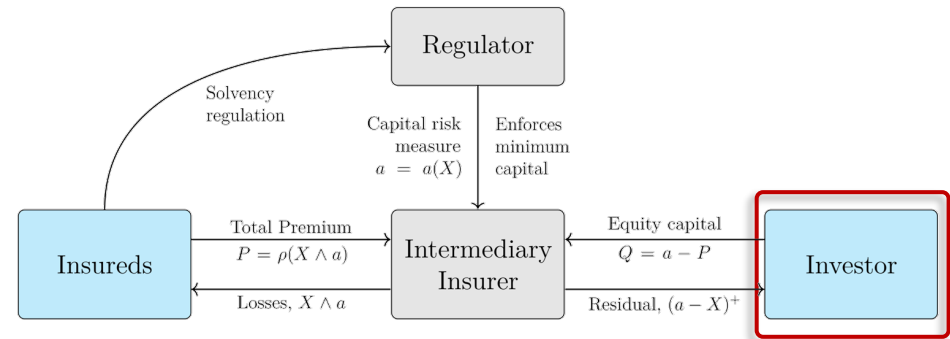 Regulator
Solvency
regulation
Capital risk
measure
a = a(X)
Enforces
minimum
capital
Insureds
Total Premium
P = ρ(X ∧ a)
Losses, X ∧ a
Intermediary
Insurer
Equity capital
Q = a − P
Residual, (a − X)⁺
Investor